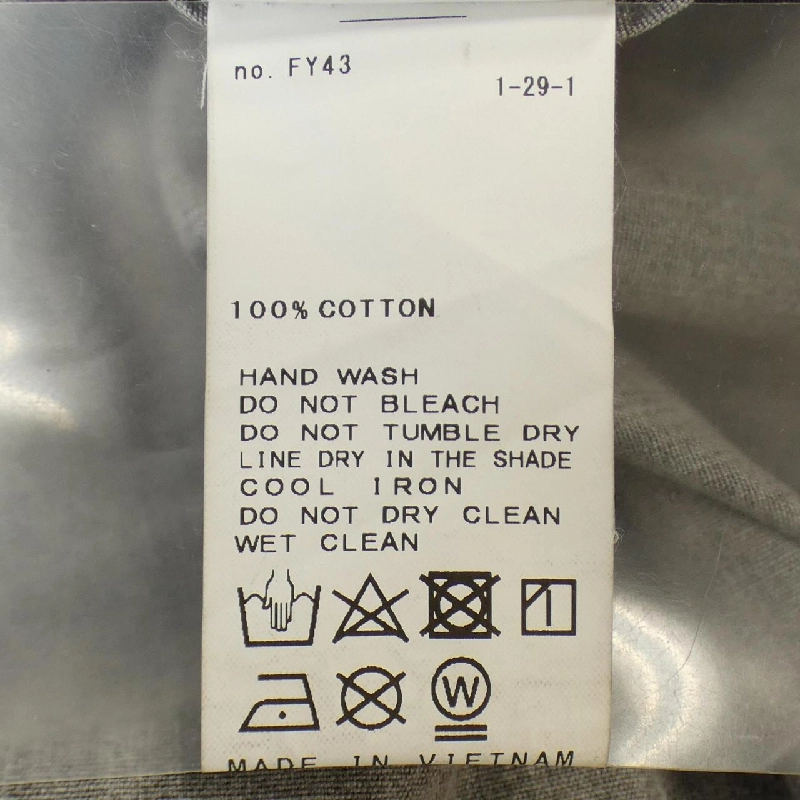 no. FY43
1-29-1
100% COTTON
HAND WASH
DO NOT BLEACH
DO NOT TUMBLE DRY
LINE DRY IN THE SHADE
COOL IRON
DO NOT DRY CLEAN
WET CLEAN
W
MADE IN VIETNAM